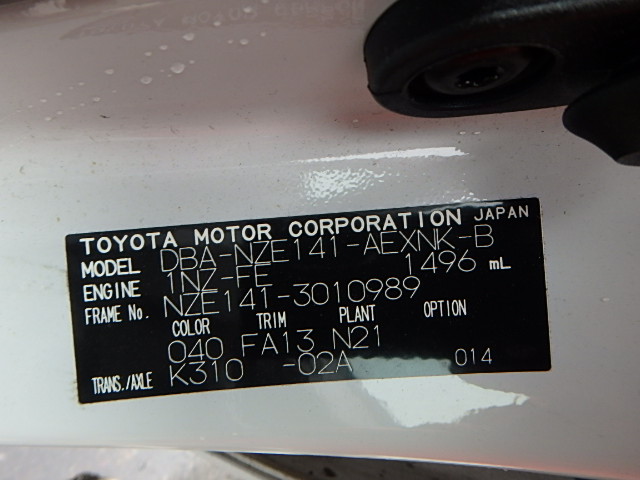 TOYOTA MOTOR CORPORATION JAPAN
MODEL DBA-NZE141-AEXNK-B
ENGINE 1NZ-FE 1496 mL
FRAME No. NZE141-3010989
COLOR TRIM PLANT OPTION
040 FA13 N21
TRANS./AXLE K310 -02A 014